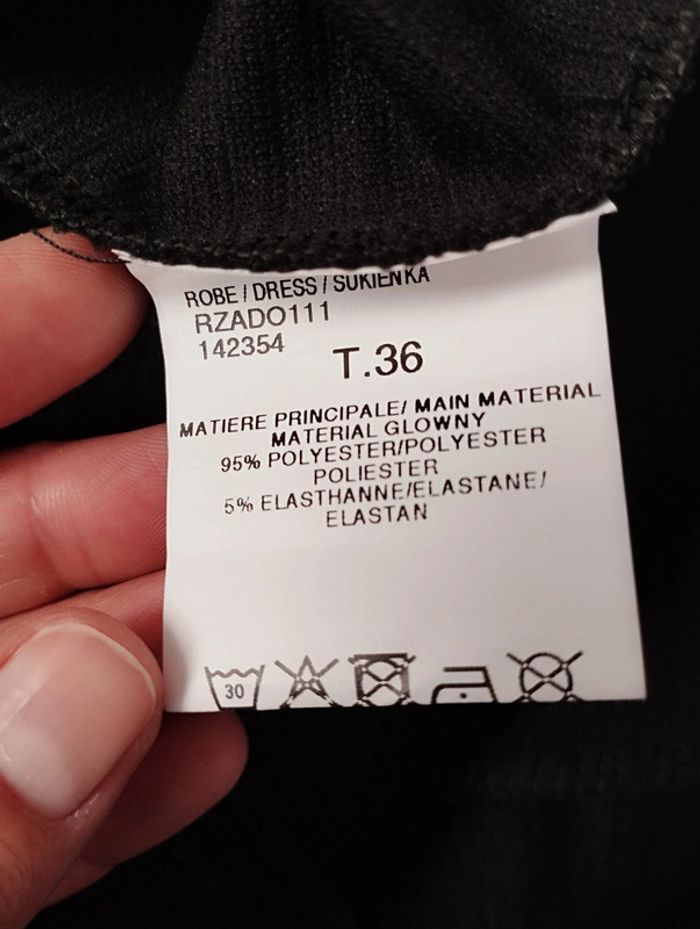 ROBE / DRESS / SUKIENKA
RZADO111
142354
T.36
MATIERE PRINCIPALE/ MAIN MATERIAL
MATERIAL GLOWNY
95% POLYESTER/POLYESTER
POLIESTER
5% ELASTHANNE/ELASTANE/
ELASTAN
30